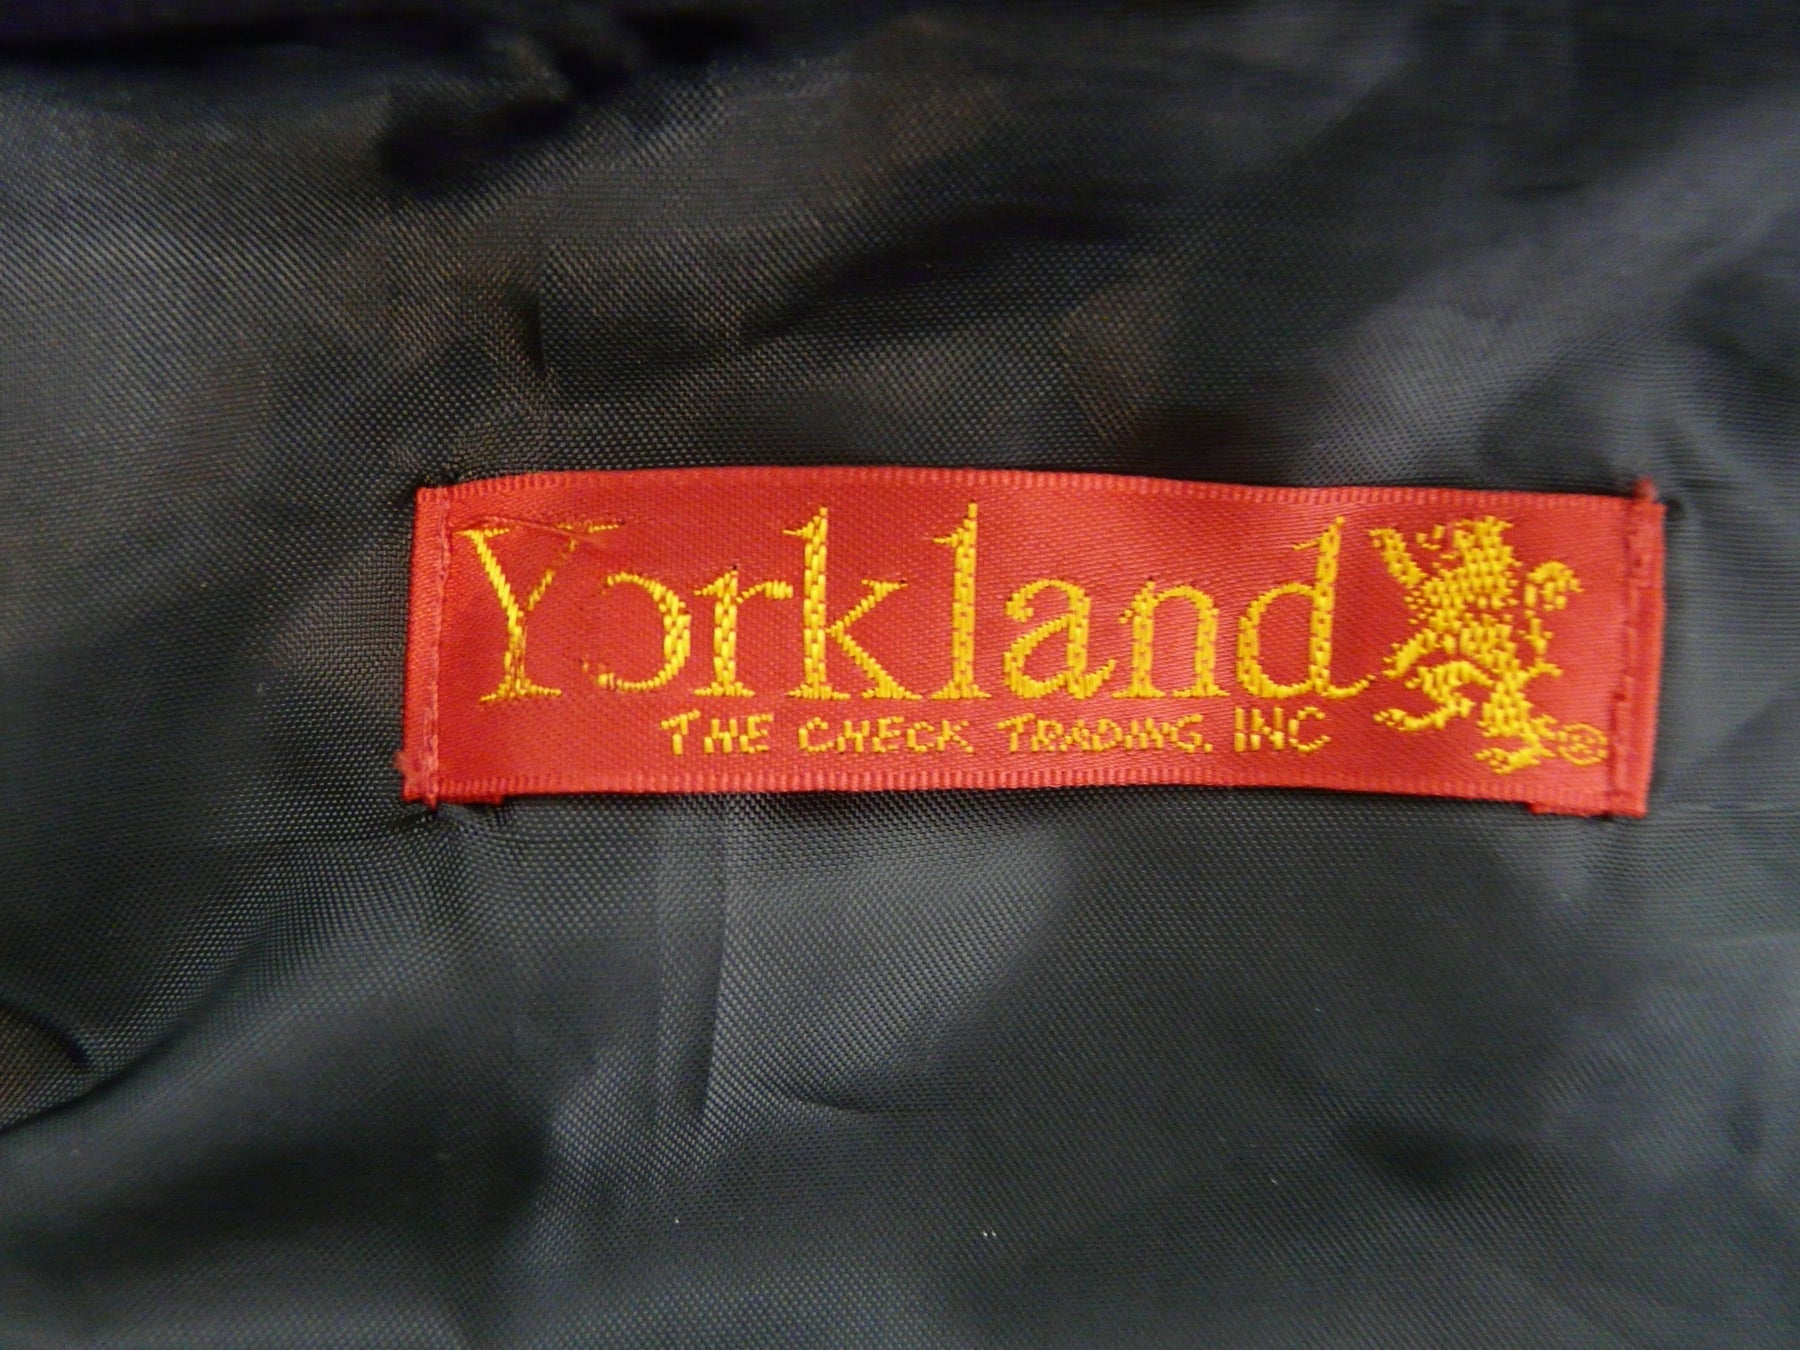 Yorkland
THE CHECK TRADING. INC